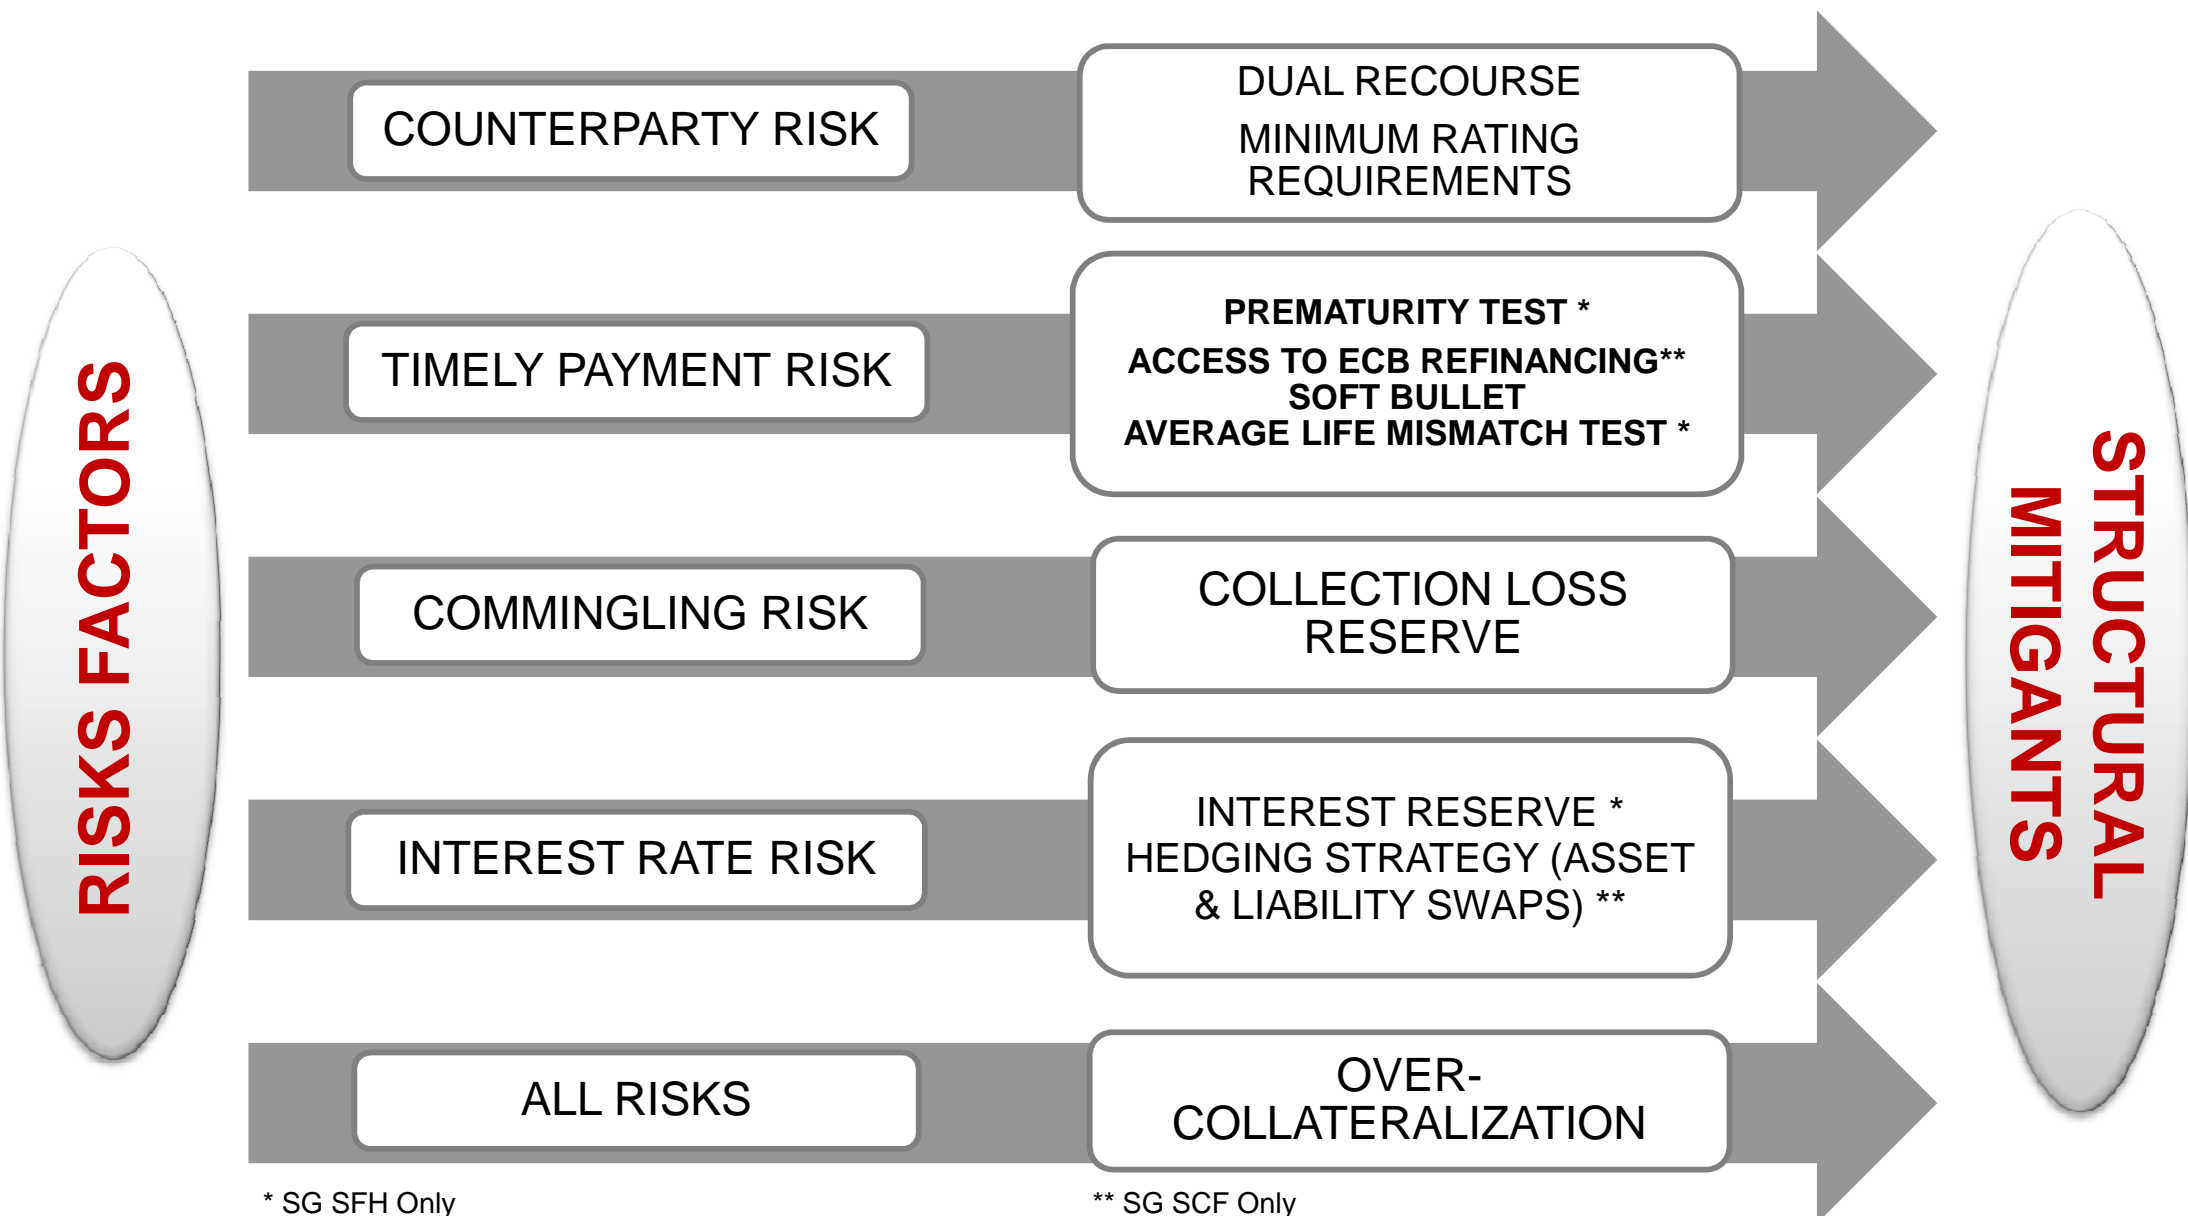 RISKS FACTORS
COUNTERPARTY RISK
DUAL RECOURSE
MINIMUM RATING
REQUIREMENTS
TIMELY PAYMENT RISK
PREMATURITY TEST *
ACCESS TO ECB REFINANCING**
SOFT BULLET
AVERAGE LIFE MISMATCH TEST *
COMMINGLING RISK
COLLECTION LOSS
RESERVE
INTEREST RATE RISK
INTEREST RESERVE *
HEDGING STRATEGY (ASSET
& LIABILITY SWAPS) **
ALL RISKS
OVER-
COLLATERALIZATION
STRUCTURAL
MITIGANTS
* SG SFH Only
** SG SCF Only